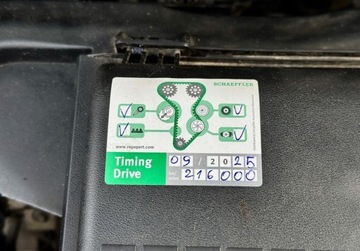 SCHAEFFLER
www.repxpert.com
Timing 09/2025
Drive 216000